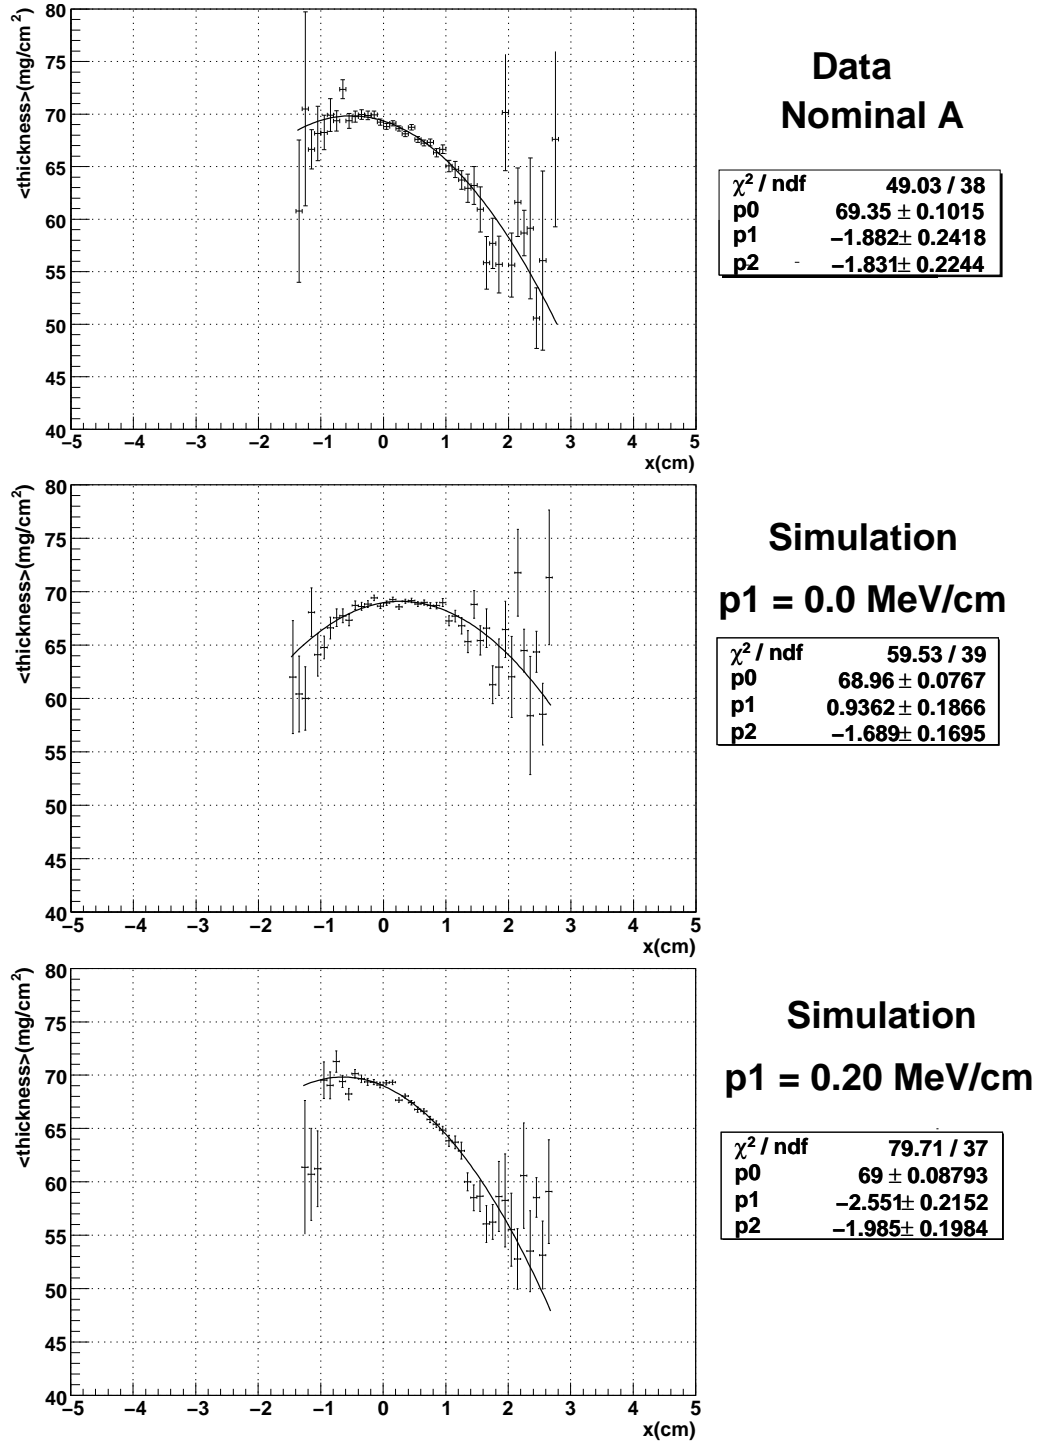 <thickness>(mg/cm²)
80
75
70
65
60
55
50
45
40
−5 −4 −3 −2 −1 0 1 2 3 4 5
x(cm)
Data
Nominal A
χ² / ndf 49.03 / 38
p0 69.35 ± 0.1015
p1 −1.882± 0.2418
p2 −1.831± 0.2244
<thickness>(mg/cm²)
80
75
70
65
60
55
50
45
40
−5 −4 −3 −2 −1 0 1 2 3 4 5
x(cm)
Simulation
p1 = 0.0 MeV/cm
χ² / ndf 59.53 / 39
p0 68.96 ± 0.0767
p1 0.9362 ± 0.1866
p2 −1.689± 0.1695
<thickness>(mg/cm²)
80
75
70
65
60
55
50
45
40
−5 −4 −3 −2 −1 0 1 2 3 4 5
x(cm)
Simulation
p1 = 0.20 MeV/cm
χ² / ndf 79.71 / 37
p0 69 ± 0.08793
p1 −2.551± 0.2152
p2 −1.985± 0.1984